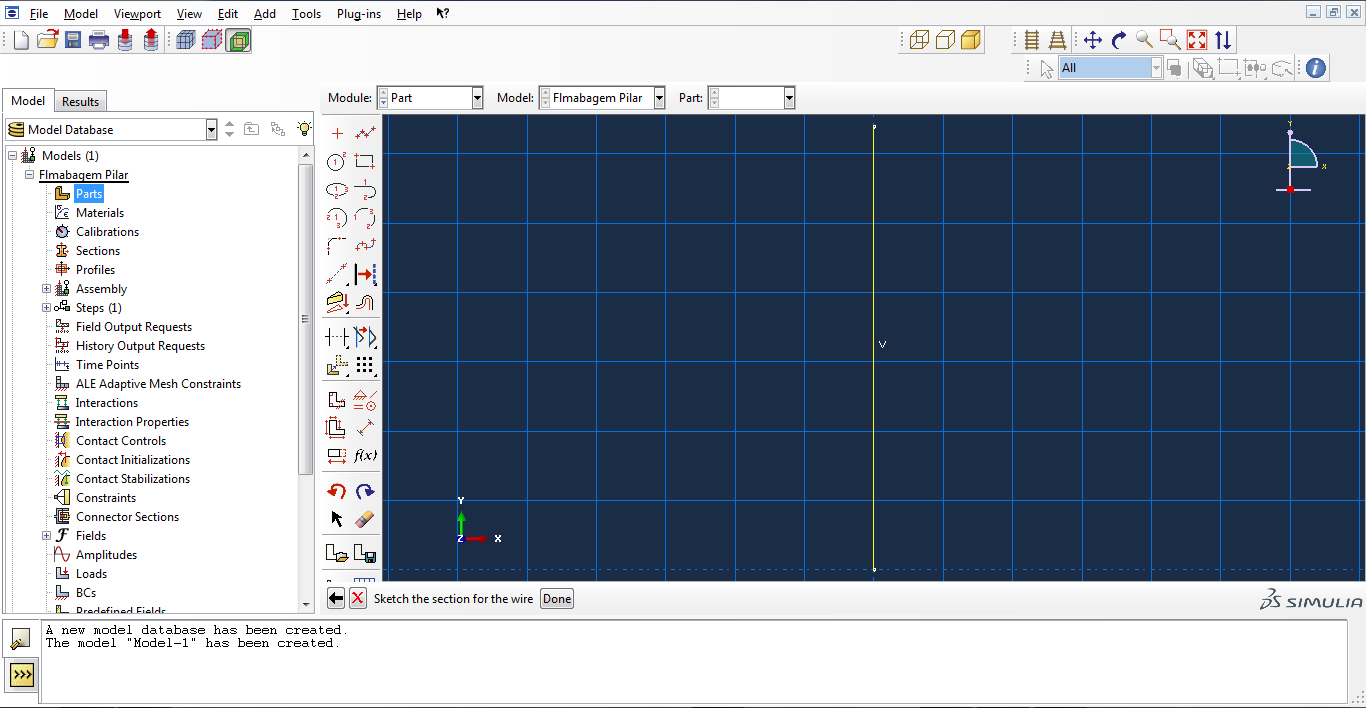 File Model Viewport View Edit Add Tools Plug-ins Help
All
Model Results
Module: Part Model: Flmabagem Pilar Part:
Model Database
Models (1)
Flmabagem Pilar
Parts
Materials
Calibrations
Sections
Profiles
Assembly
Steps (1)
Field Output Requests
History Output Requests
Time Points
ALE Adaptive Mesh Constraints
Interactions
Interaction Properties
Contact Controls
Contact Initializations
Contact Stabilizations
Constraints
Connector Sections
Fields
Amplitudes
Loads
BCs
Predefined Fields
f(x)
Y
X
V
Y
Z X
Sketch the section for the wire Done
SIMULIA
A new model database has been created.
The model "Model-1" has been created.